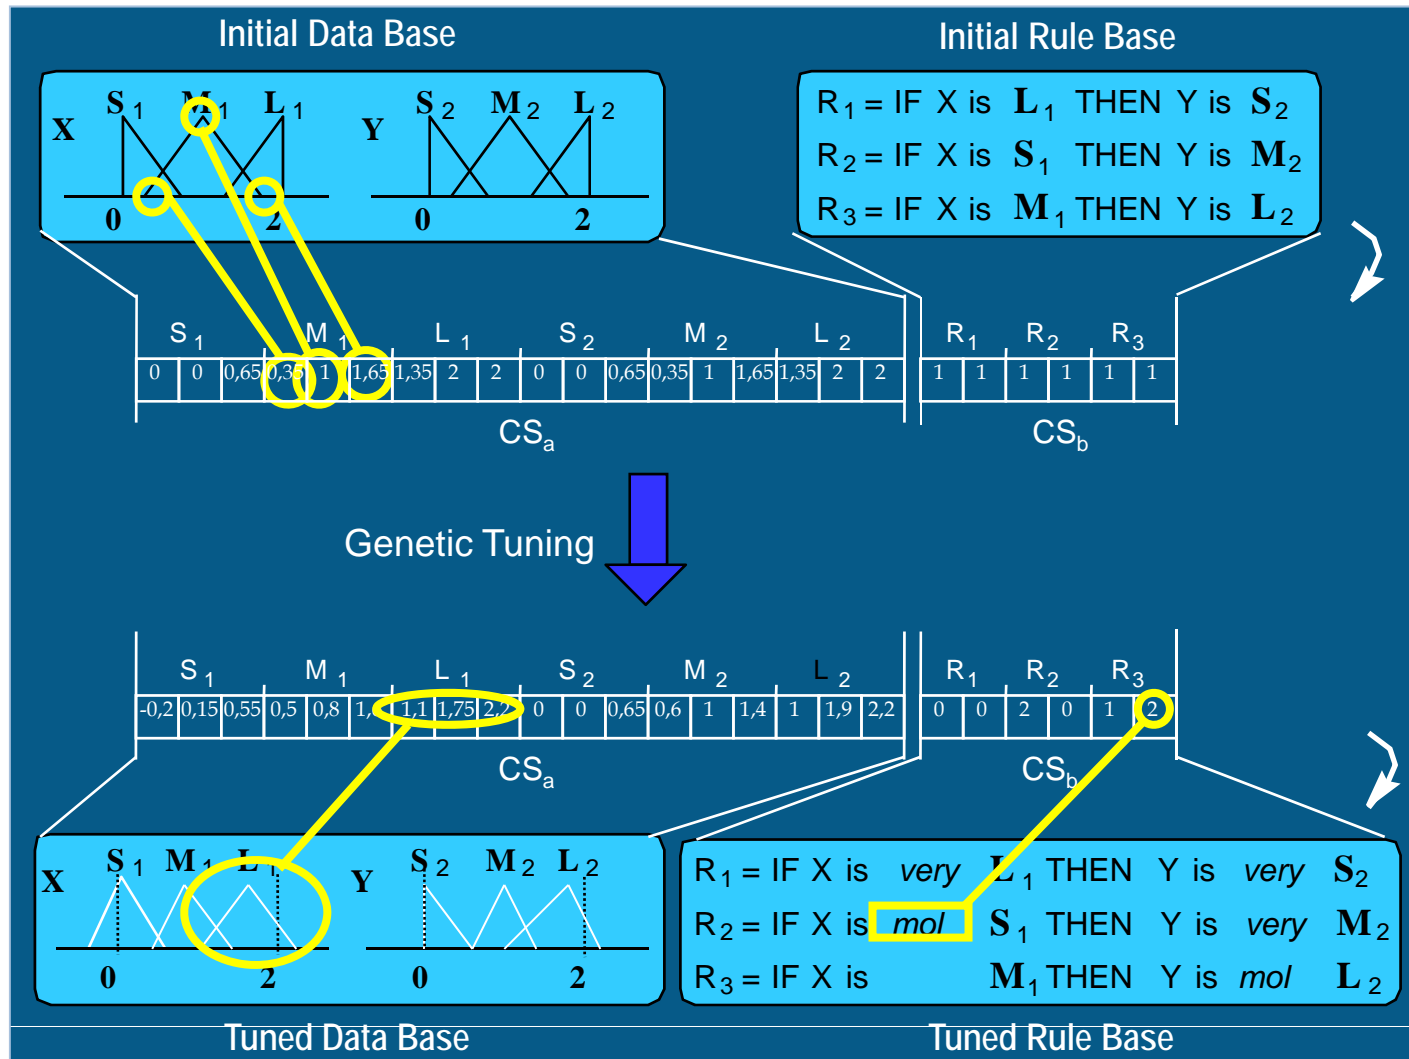 Initial Data Base
Initial Rule Base
X S1 M1 L1
0 2
Y S2 M2 L2
0 2
R1 = IF X is L1 THEN Y is S2
R2 = IF X is S1 THEN Y is M2
R3 = IF X is M1 THEN Y is L2
S1 M1 L1 S2 M2 L2 R1 R2 R3
0 0 0,65 0,35 1 1,65 1,35 2 2 0 0 0,65 0,35 1 1,65 1,35 2 2 1 1 1 1 1 1
CSa CSb
Genetic Tuning
S1 M1 L1 S2 M2 L2 R1 R2 R3
-0,2 0,15 0,55 0,5 0,8 1,1 1,75 2,2 0 0 0,65 0,6 1 1,4 1 1,9 2,2 0 0 2 0 1 2
CSa CSb
X S1 M1 L1
0 2
Y S2 M2 L2
0 2
R1 = IF X is very L1 THEN Y is very S2
R2 = IF X is mol S1 THEN Y is very M2
R3 = IF X is M1 THEN Y is mol L2
Tuned Data Base
Tuned Rule Base